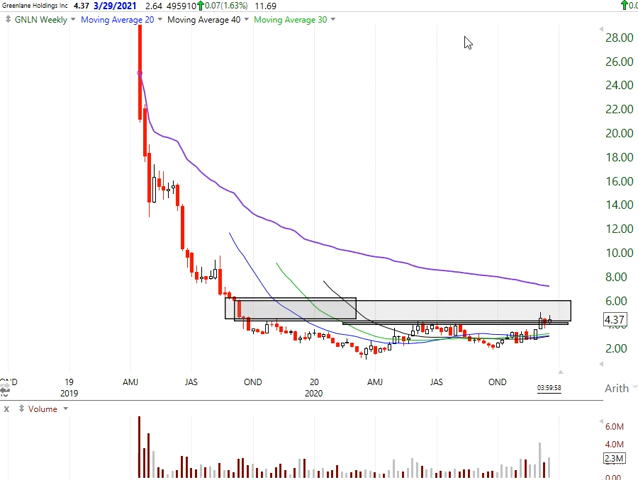 Greenlane Holdings Inc 4.37 3/29/2021 2.64 495910 0.07(1.63%) 11.69
GNLN Weekly Moving Average 20 Moving Average 40 Moving Average 30
28.00
26.00
24.00
22.00
20.00
18.00
16.00
14.00
12.00
10.00
8.00
6.00
4.37
2.00
19 AMJ JAS OND 20 AMJ JAS OND 03:59:58 Arith
2019 2020
X Volume
6.0M
4.0M
2.3M
0.00